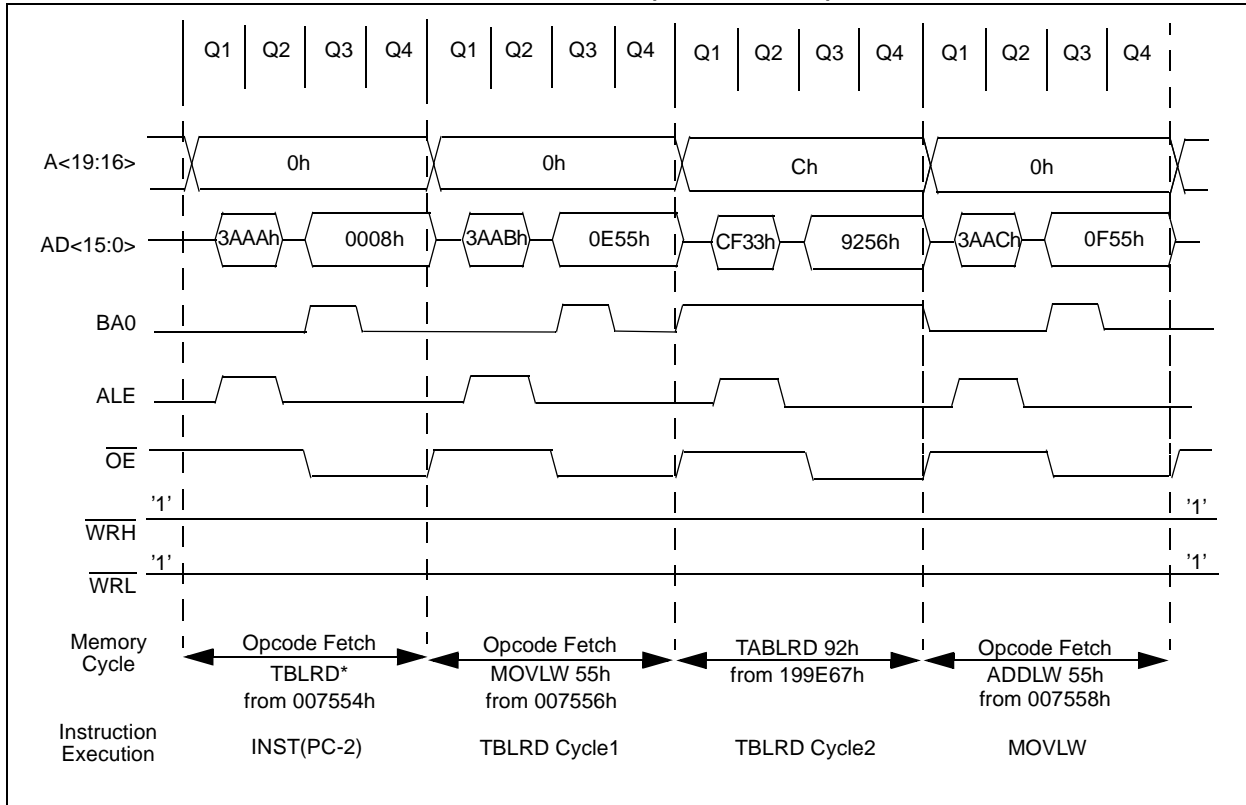 Q1 Q2 Q3 Q4 Q1 Q2 Q3 Q4 Q1 Q2 Q3 Q4 Q1 Q2 Q3 Q4
A<19:16> 0h 0h Ch 0h
AD<15:0> 3AAAh 0008h 3AABh 0E55h CF33h 9256h 3AACh 0F55h
BA0
ALE
OE
'1' '1'
WRH
'1' '1'
WRL
Memory Cycle
Opcode Fetch
TBLRD*
from 007554h
Opcode Fetch
MOVLW 55h
from 007556h
TABLRD 92h
from 199E67h
Opcode Fetch
ADDLW 55h
from 007558h
Instruction Execution
INST(PC-2) TBLRD Cycle1 TBLRD Cycle2 MOVLW